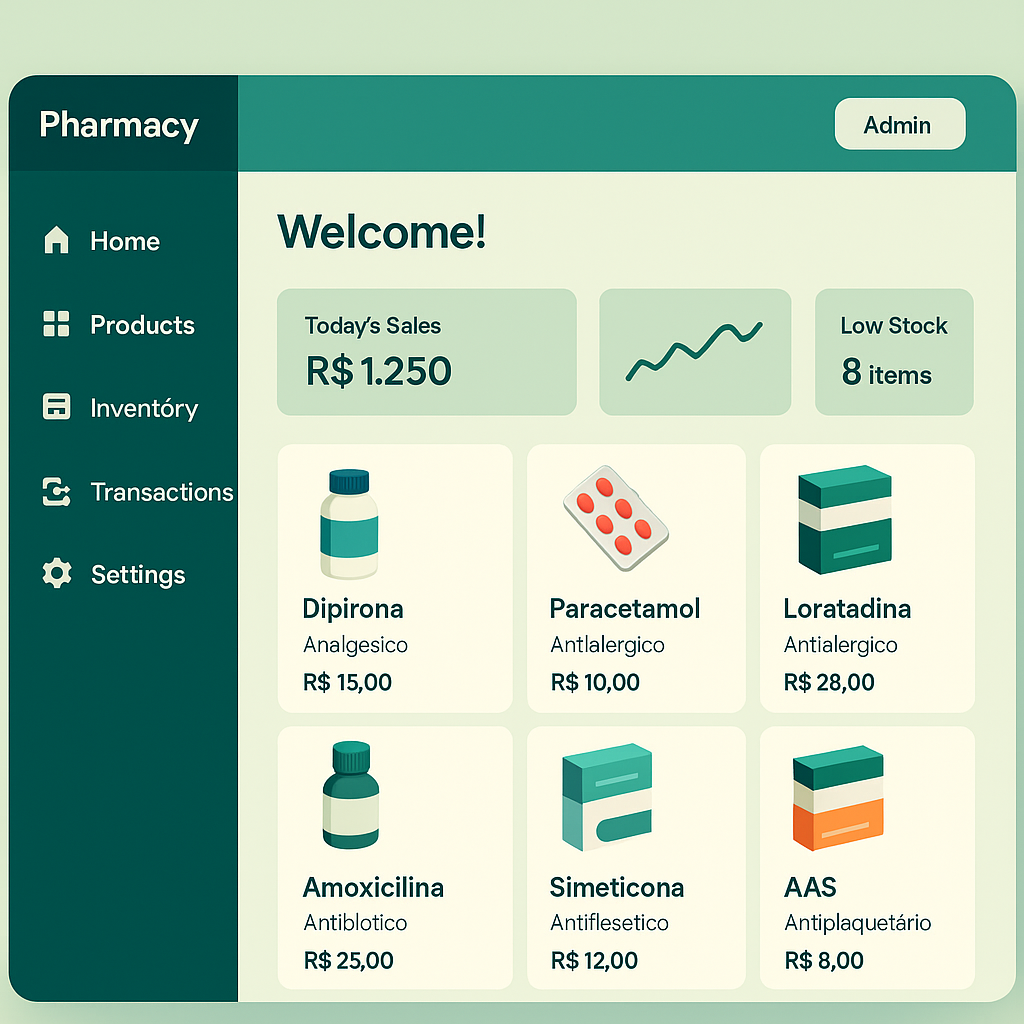 Pharmacy
Admin
Home
Products
Inventóry
Transactions
Settings
Welcome!
Today's Sales
R$ 1.250
Low Stock
8 items
Dipirona
Analgesico
R$ 15,00
Paracetamol
Antlalergico
R$ 10,00
Loratadina
Antialergico
R$ 28,00
Amoxicilina
Antiblotico
R$ 25,00
Simeticona
Antiflesetico
R$ 12,00
AAS
Antiplaquetário
R$ 8,00